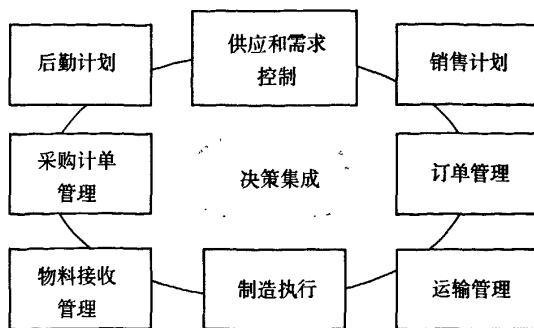 后勤计划
供应和需求
控制
销售计划
采购计单
管理
决策集成
订单管理
物料接收
管理
制造执行
运输管理